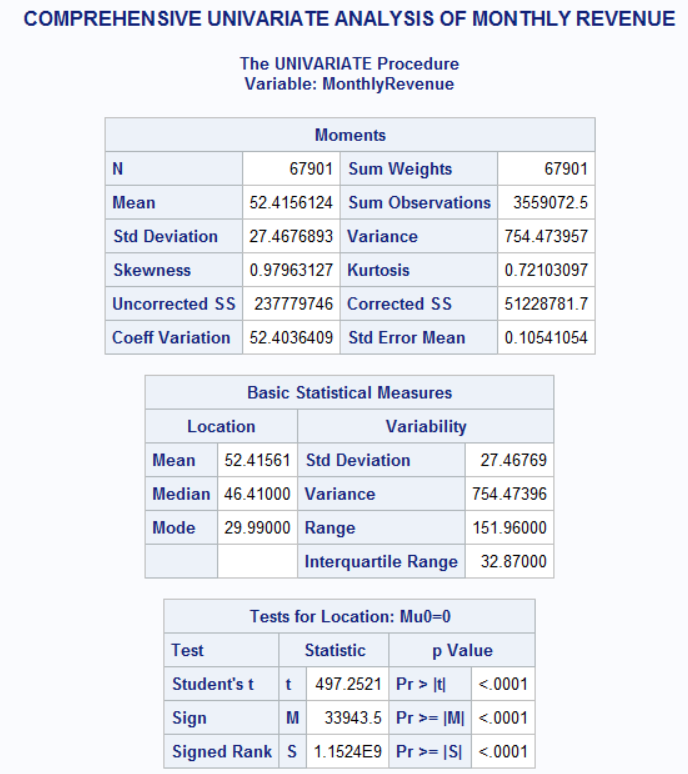 COMPREHENSIVE UNIVARIATE ANALYSIS OF MONTHLY REVENUE
The UNIVARIATE Procedure
Variable: MonthlyRevenue
Moments
N 67901 Sum Weights 67901
Mean 52.4156124 Sum Observations 3559072.5
Std Deviation 27.4676893 Variance 754.473957
Skewness 0.97963127 Kurtosis 0.72103097
Uncorrected SS 237779746 Corrected SS 51228781.7
Coeff Variation 52.4036409 Std Error Mean 0.10541054
Basic Statistical Measures
Location Variability
Mean 52.41561 Std Deviation 27.46769
Median 46.41000 Variance 754.47396
Mode 29.99000 Range 151.96000
Interquartile Range 32.87000
Tests for Location: Mu0=0
Test Statistic p Value
Student's t t 497.2521 Pr > |t| <.0001
Sign M 33943.5 Pr >= |M| <.0001
Signed Rank S 1.1524E9 Pr >= |S| <.0001